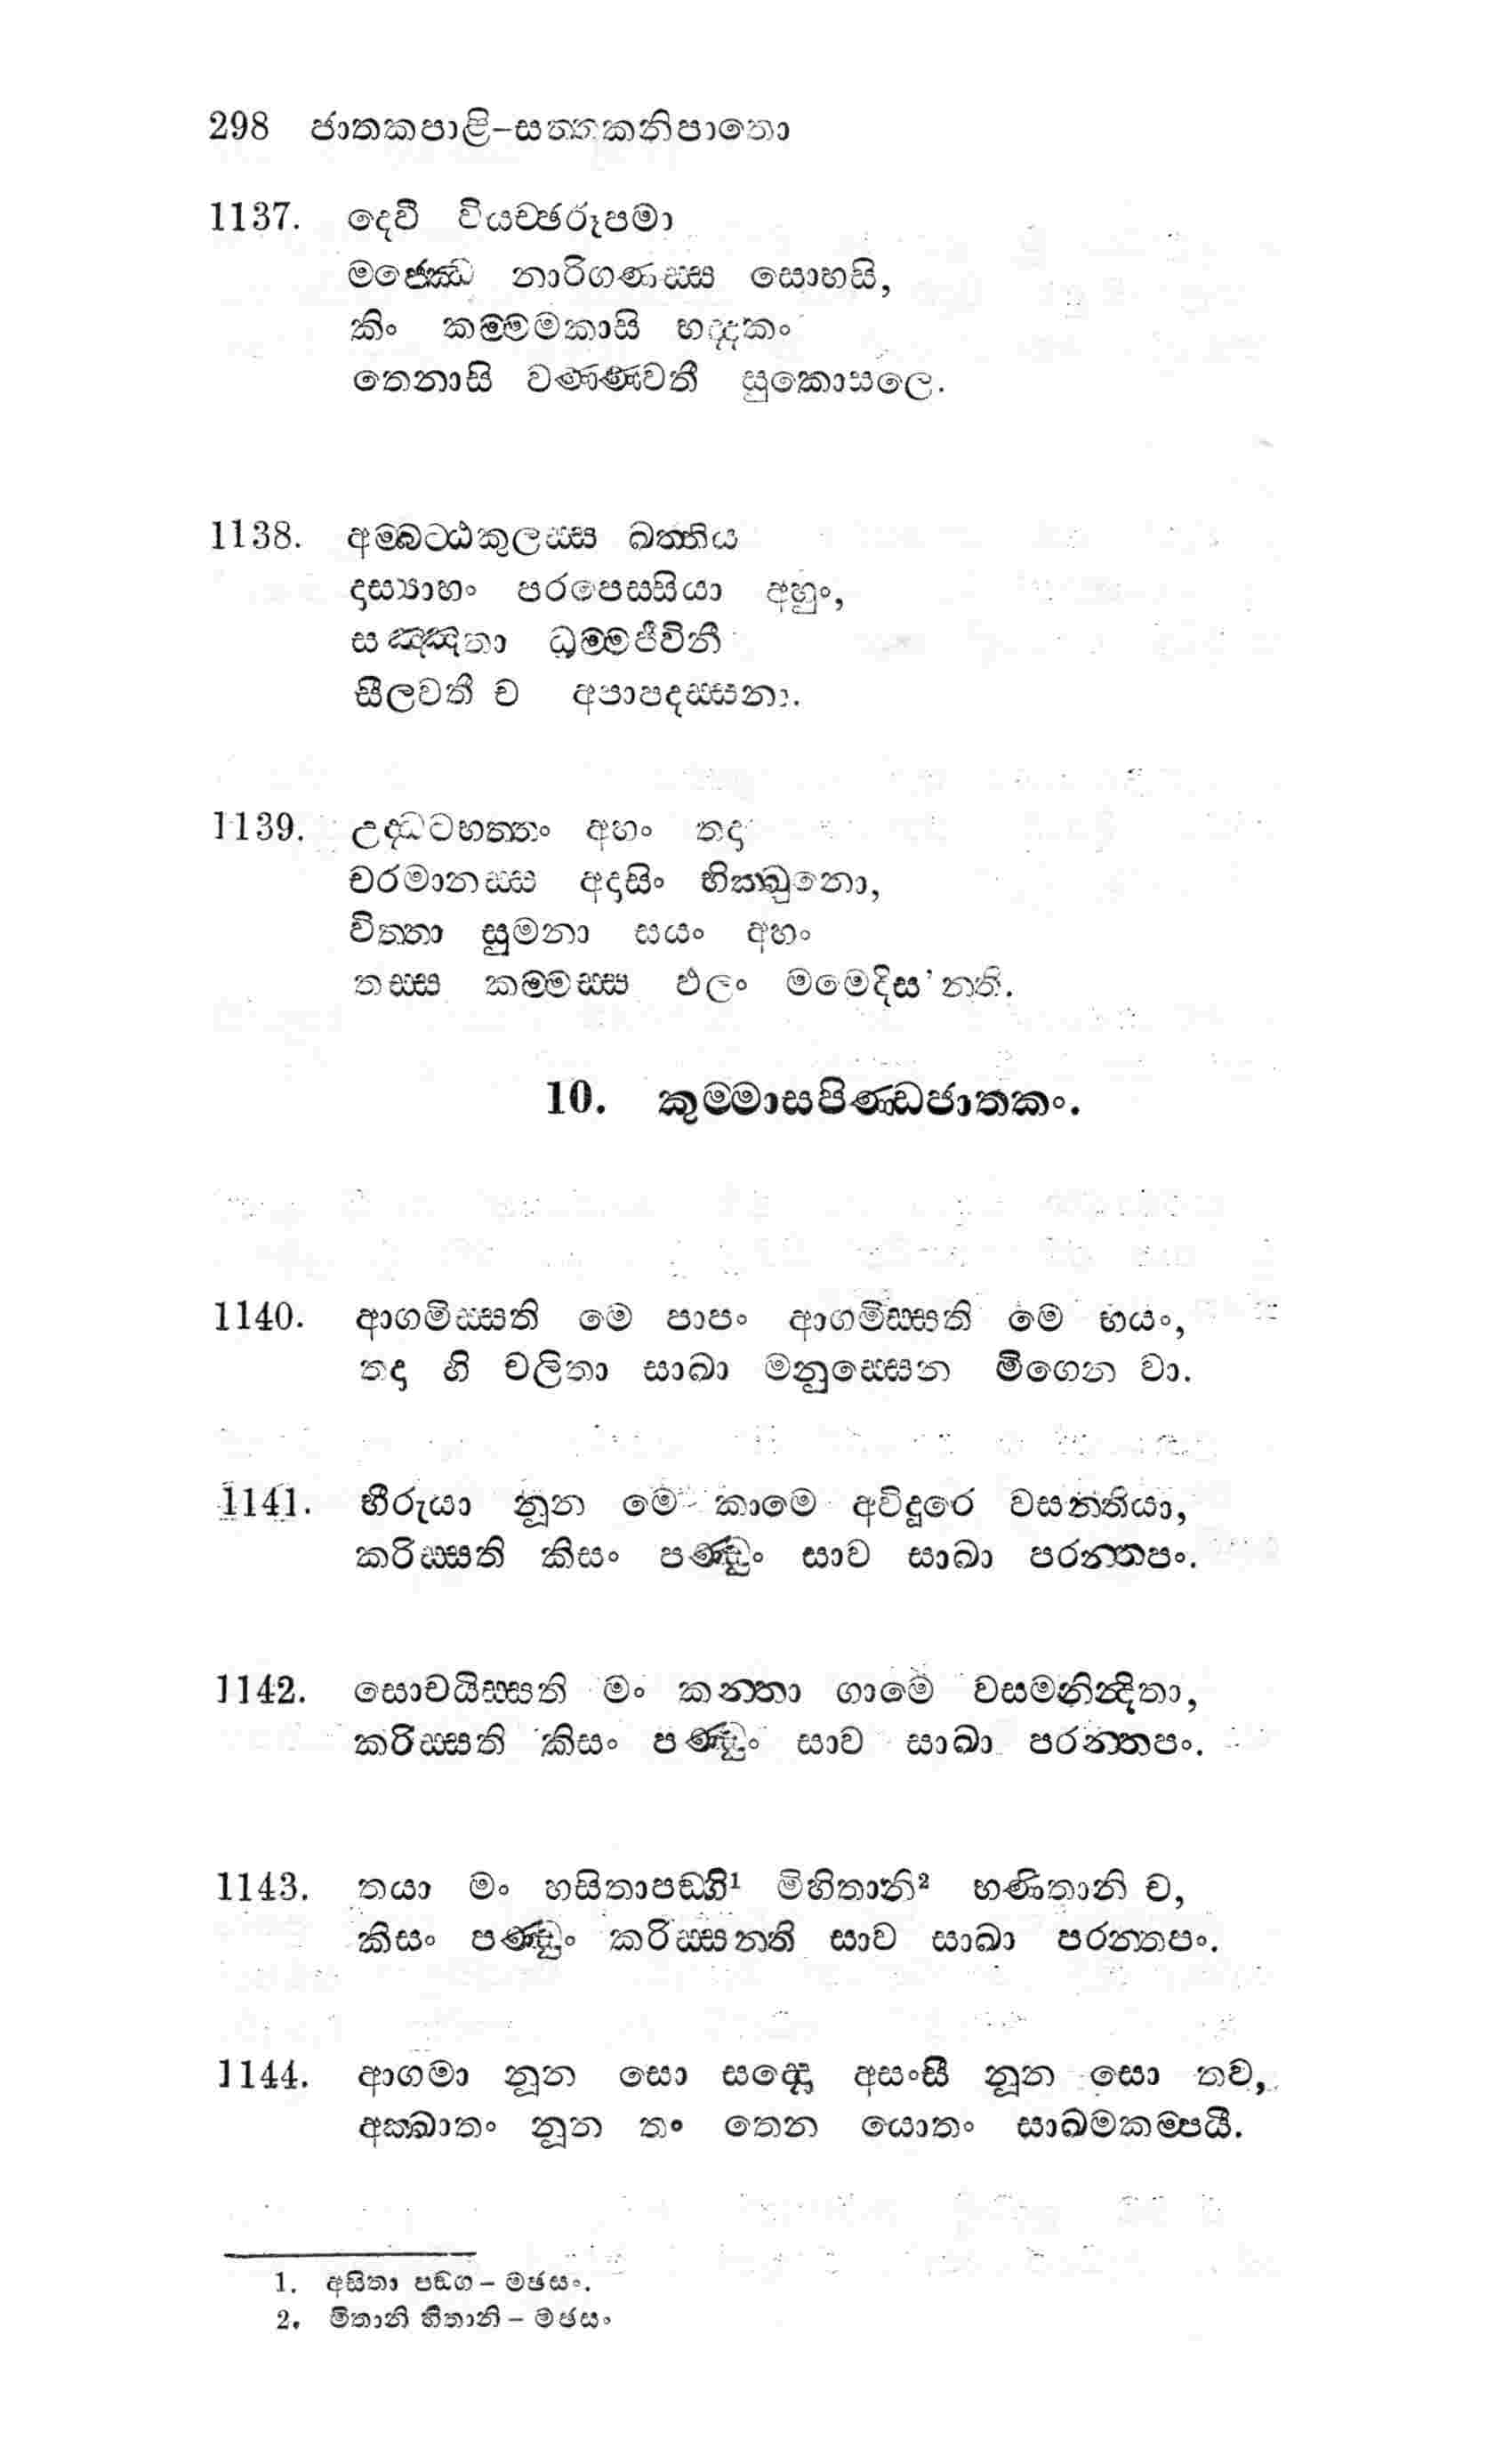 298 ජාතකපාළි–සත්තකනිපාතො
1137. දෙවී වියච්ඡරූපමා
මජ්ඣෙ නාරිගණස්ස සොභසි,
කිං කම්මමකාසි භද්දකං
තෙනාසි වණ්ණවතී සුකොසලෙ.
1138. අම්බට්ඨකුලස්ස ඛත්තිය
දාස්‍යාහං පරපෙසසියා අහුං,
සඤ්ඤතා ධම්මජීවිනී
සීලවතී ච අපාපදස්සනා.
1139. උද්ධටභත්තං අහං තදා
චරමානස්ස අදාසිං භික්ඛුනො,
විත්තා සුමනා සයං අහං
තස්ස කම්මස්ස ඵලං මමෙදිස'න්ති.
10. කුම්මාසපිණ්ඩජාතකං.
1140. ආගමිස්සති මෙ පාපං ආගමිස්සති මෙ භයං,
තදා හි චලිතා සාඛා මනුස්සෙන මිගෙන වා.
1141. භීරුයා නූන මෙ කාමො අවිදූරෙ වසන්තියා,
කරිස්සති කිසං පණ්ඩුං සාව සාඛා පරන්තපං.
1142. සොචයිස්සති මං කන්තා ගාමෙ වසමනින්දිතා,
කරිස්සති කිසං පණ්ඩුං සාව සාඛා පරන්තපං.
1143. තයා මං හසිතාපඞ්ගි¹ මිහිතානි² භණිතානි ච,
කිසං පණ්ඩුං කරිස්සන්ති සාව සාඛා පරන්තපං.
1144. ආගමා නූන සො සද්දො අසංසී නූන සො තව,
අක්ඛාතං නූන තං තෙන යොතං සාඛමකම්පයී.
1. අසිතා පඞ්ග – මඡසං.
2. මිතානි හිතානි – මඡසං